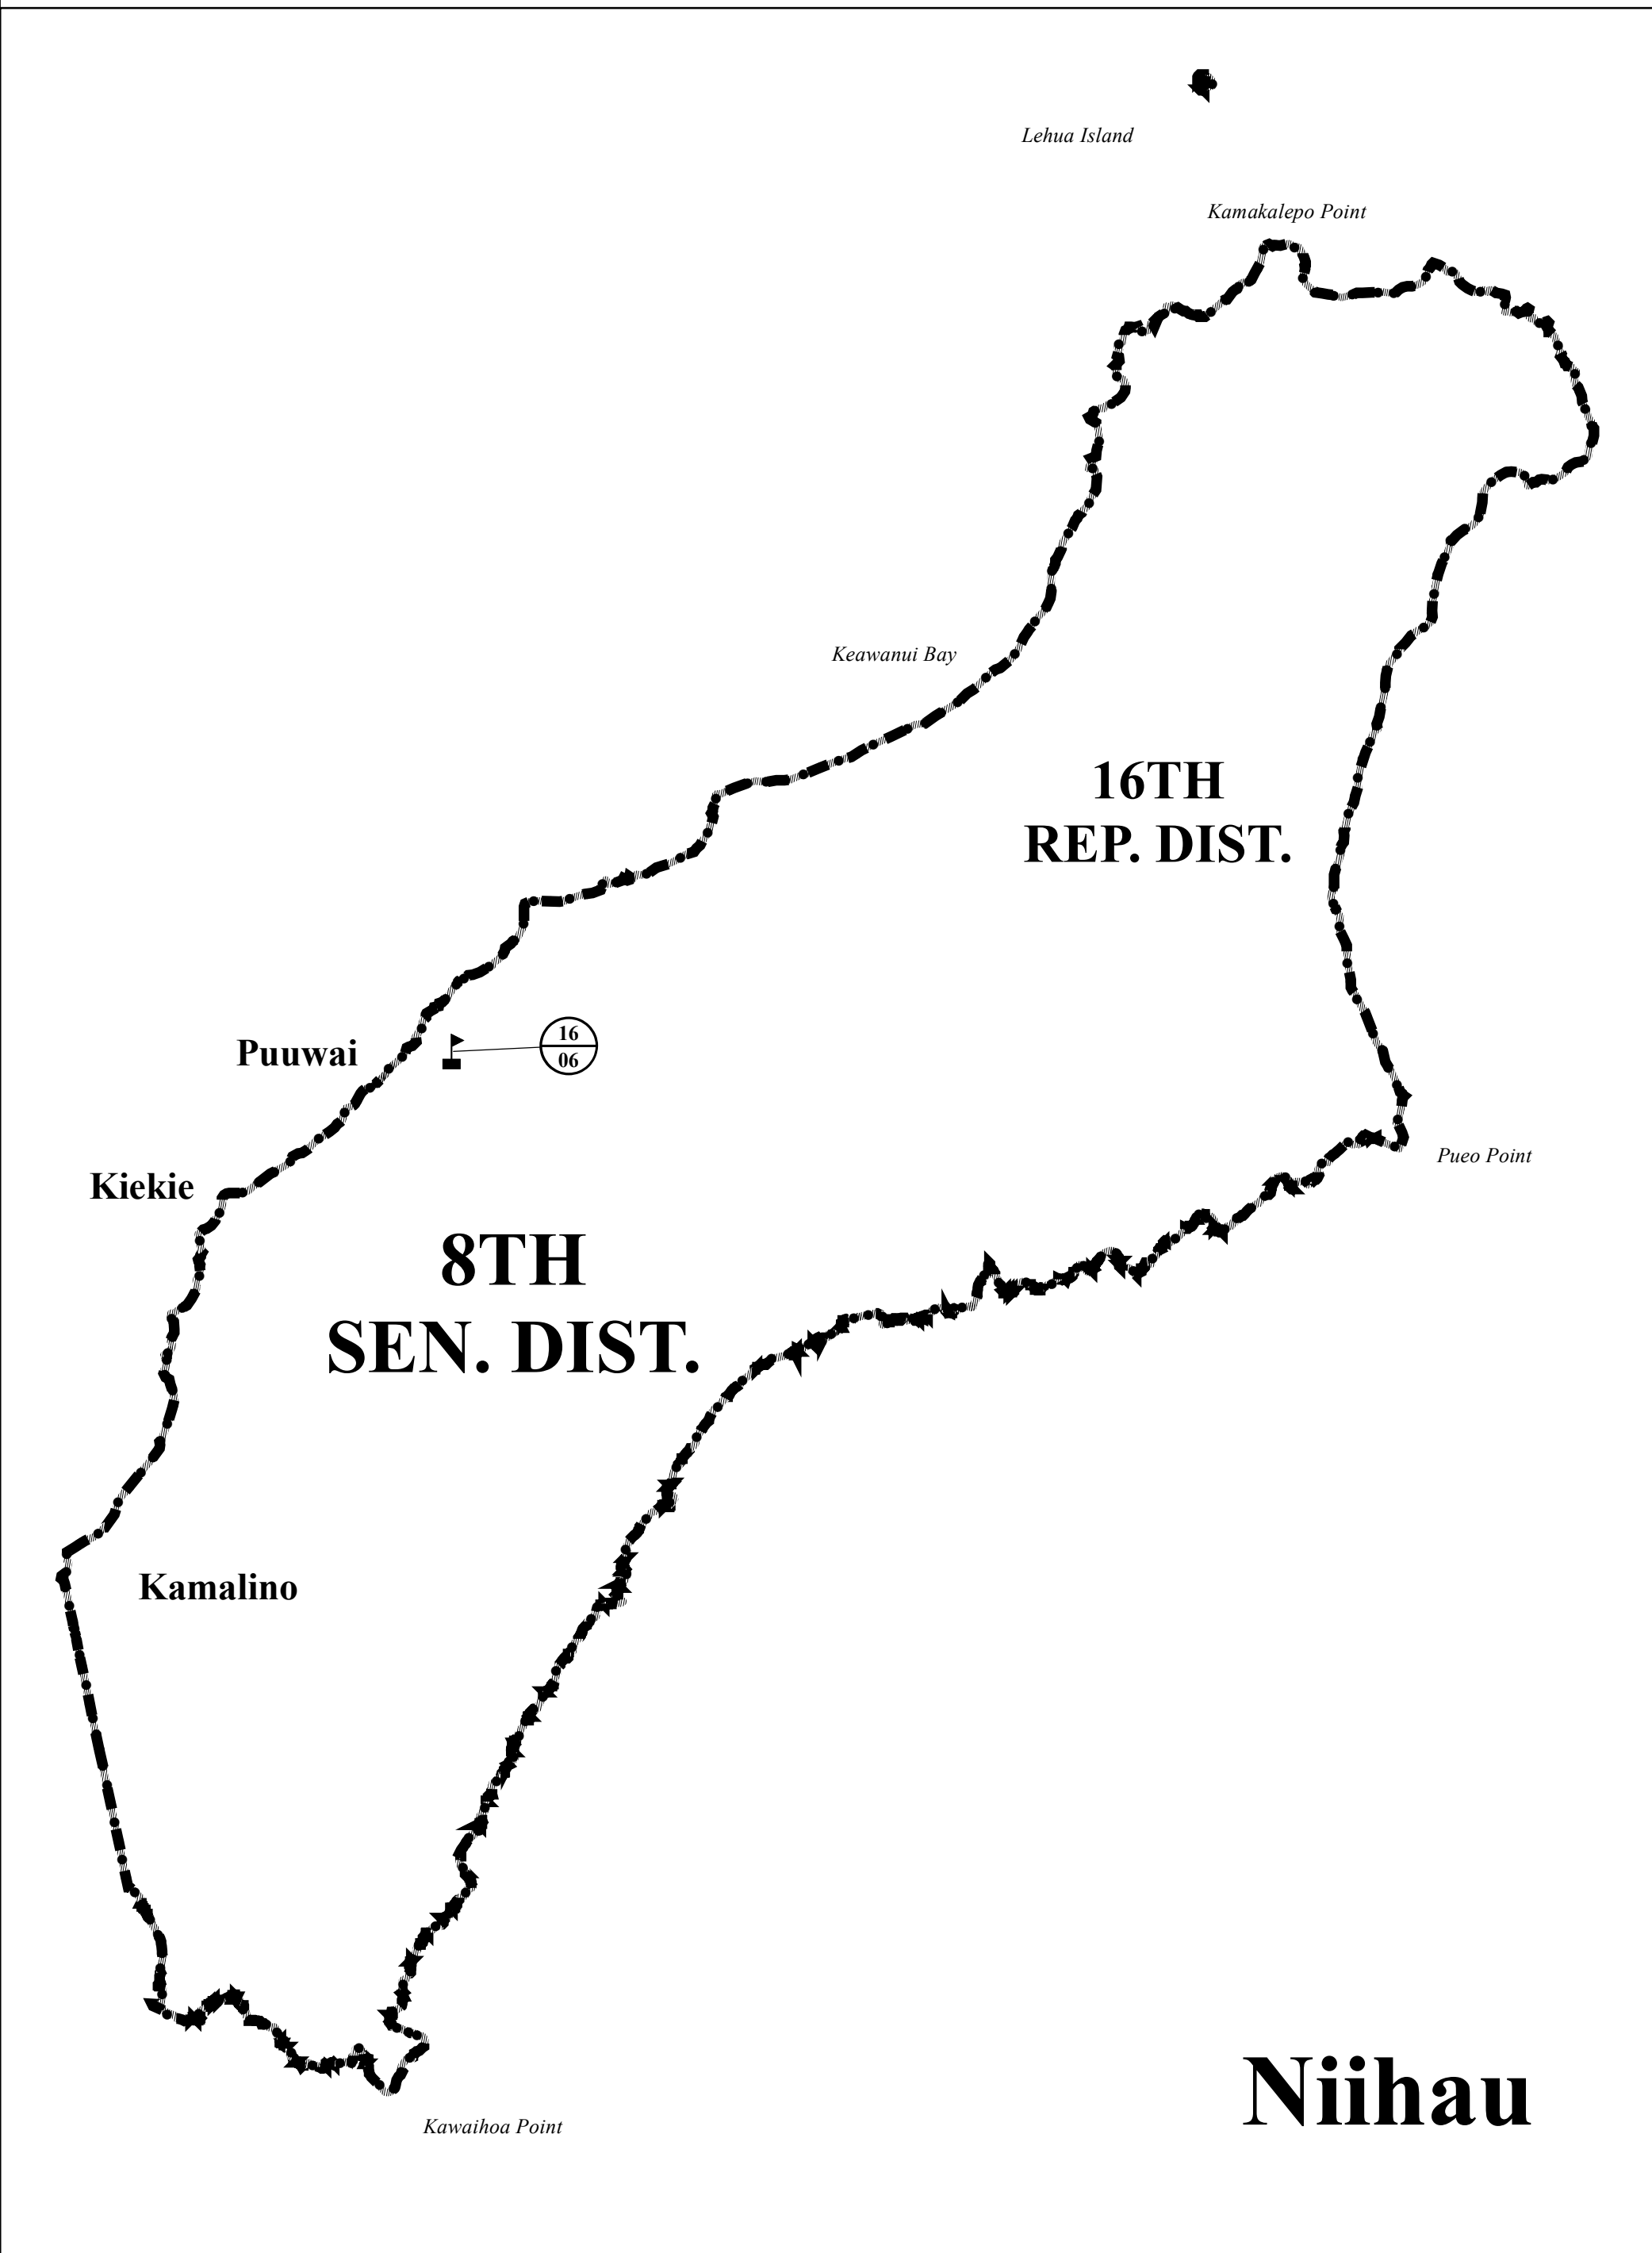 Lehua Island
Kamakalepo Point
Keawanui Bay
16TH
REP. DIST.
Puuwai
16
06
Pueo Point
Kiekie
8TH
SEN. DIST.
Kamalino
Niihau
Kawaihoa Point